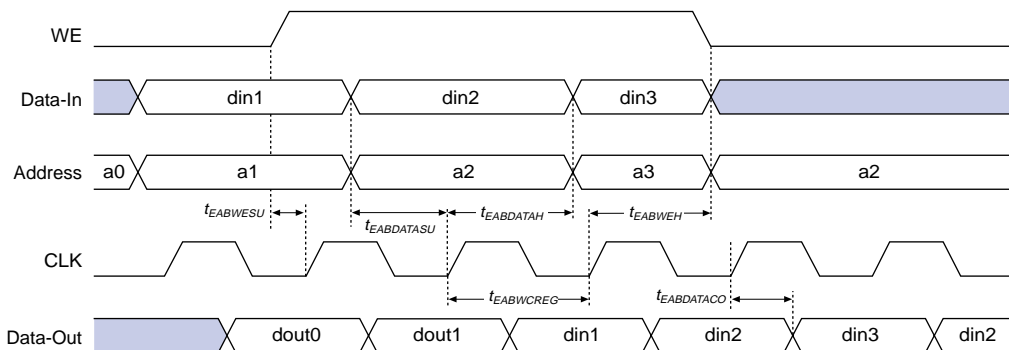 WE
Data-In din1 din2 din3
Address a0 a1 a2 a3 a2
tEABWESU tEABDATASU tEABDATAH tEABWEH
CLK
tEABWCREG tEABDATACO
Data-Out dout0 dout1 din1 din2 din3 din2